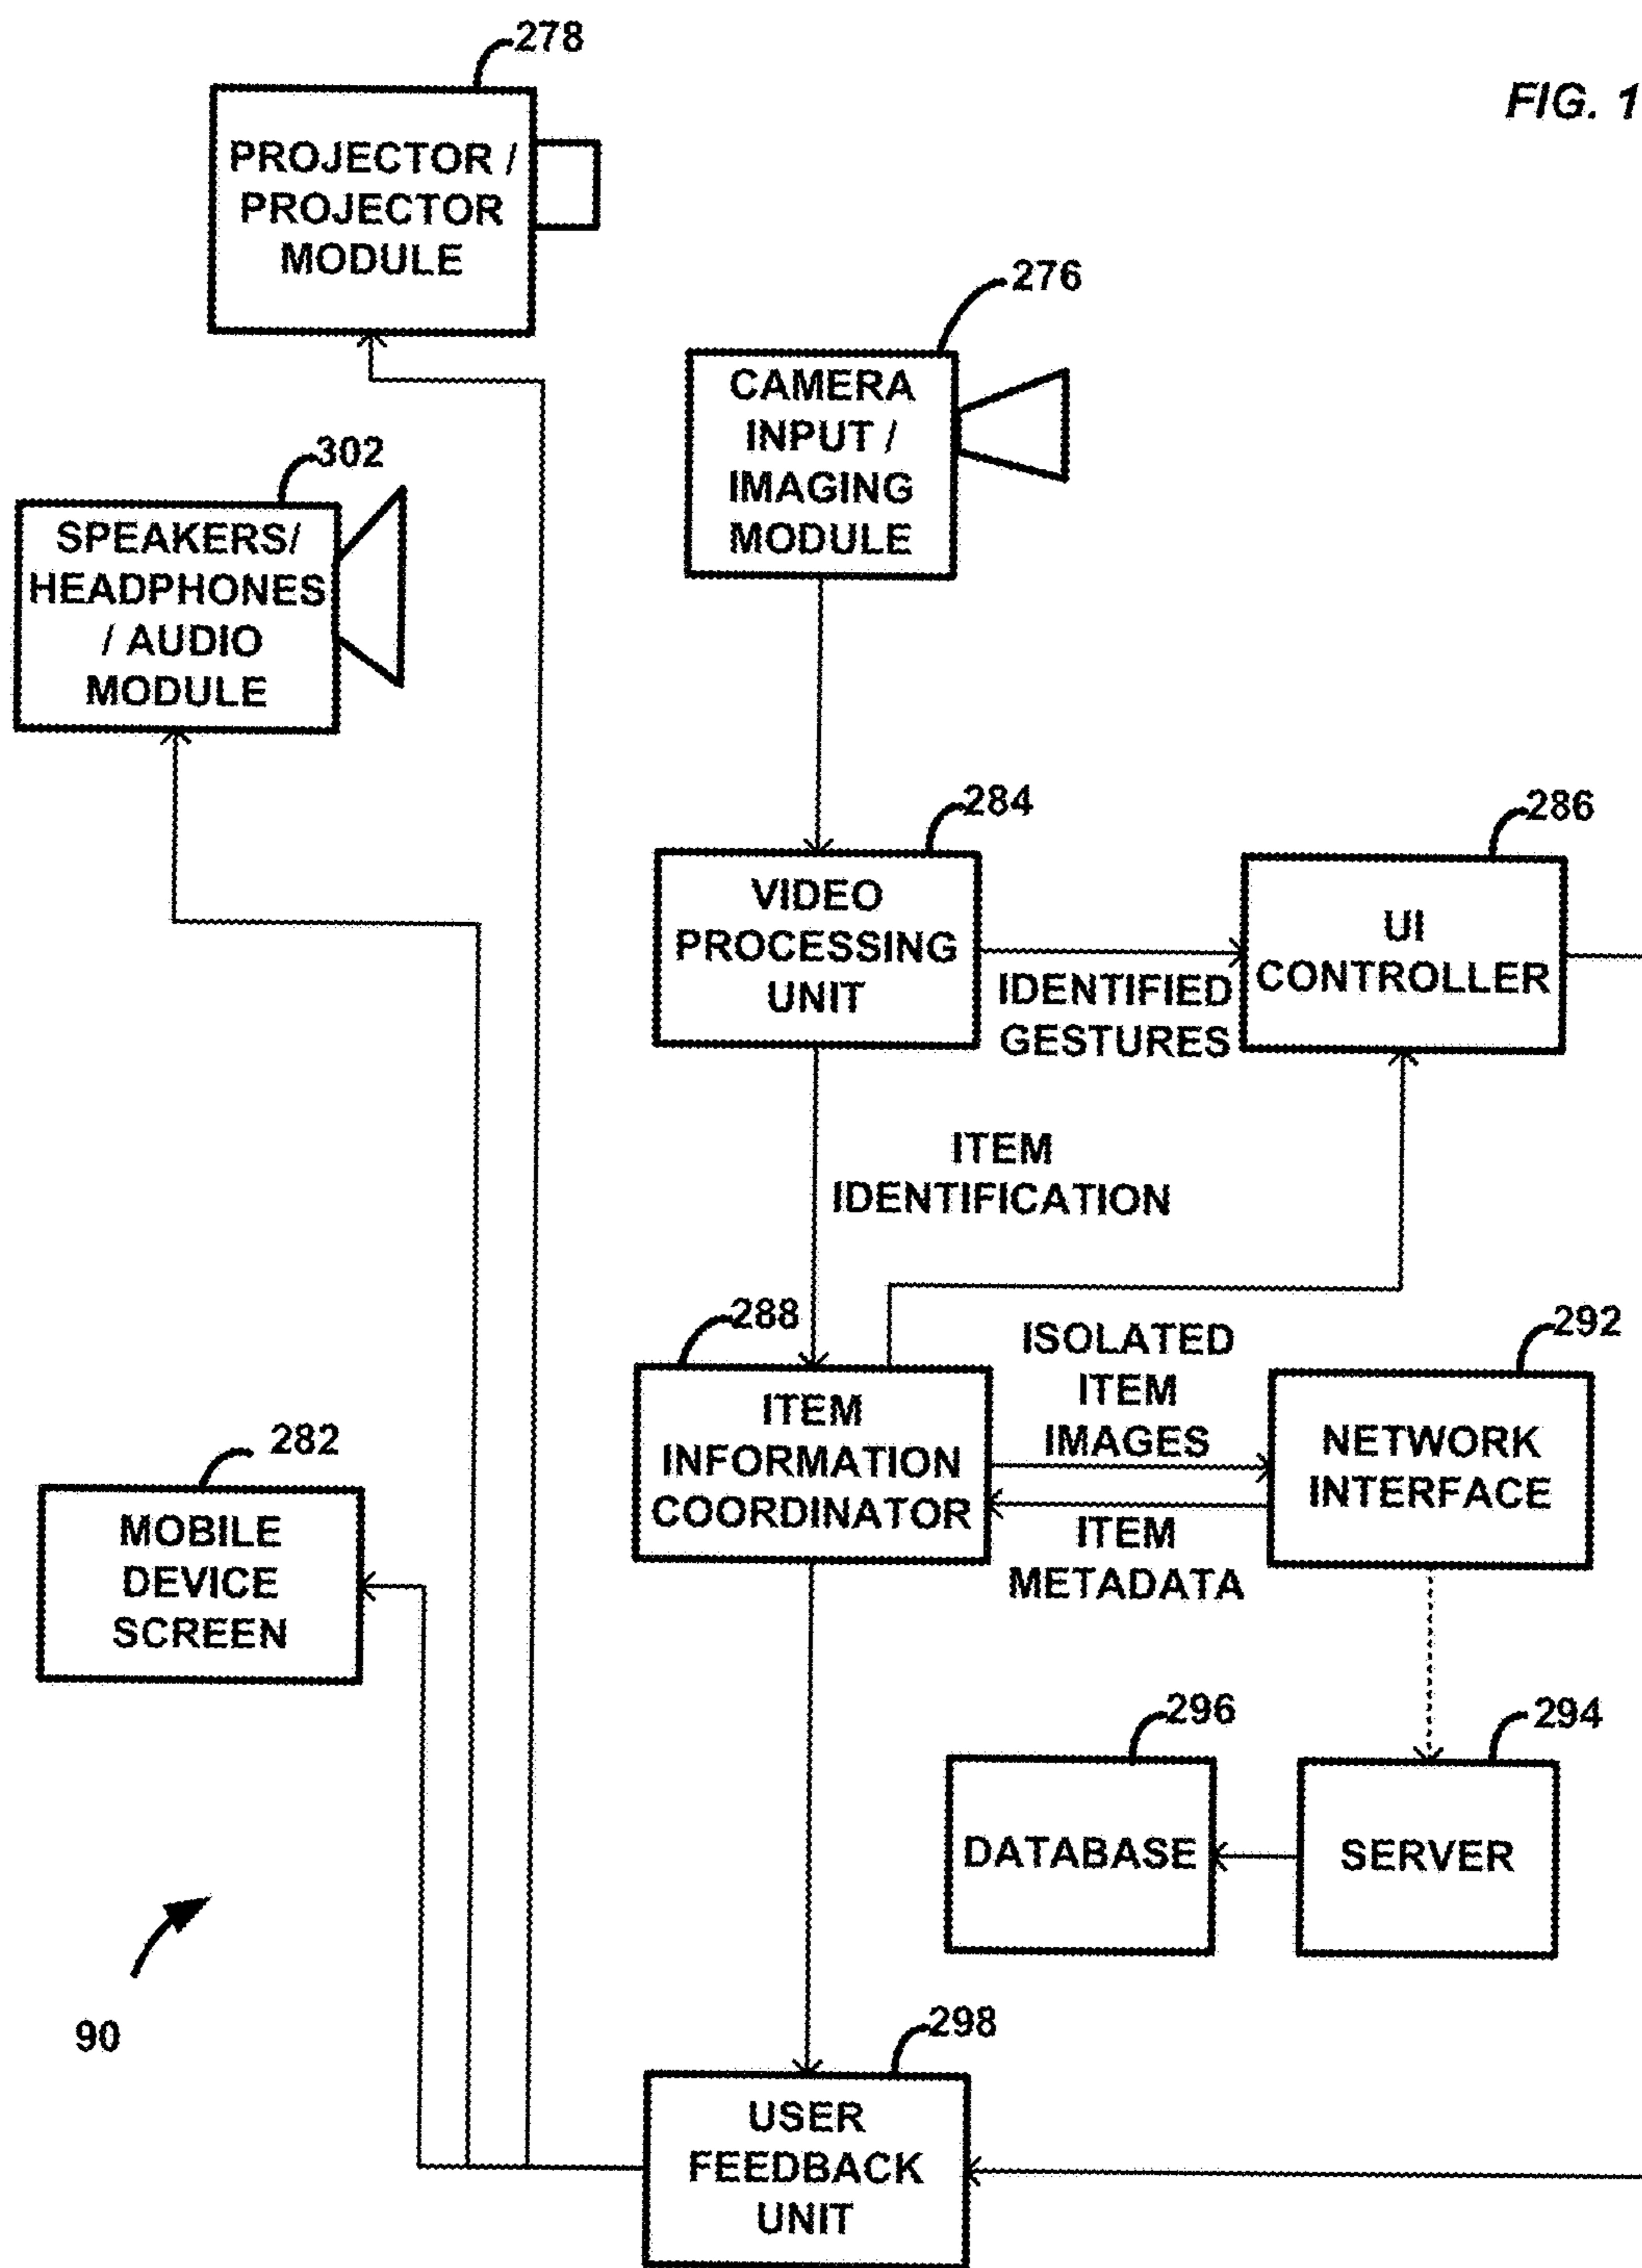 278
FIG. 1
PROJECTOR /
PROJECTOR
MODULE
276
CAMERA
INPUT /
IMAGING
MODULE
302
SPEAKERS/
HEADPHONES
/ AUDIO
MODULE
284
VIDEO
PROCESSING
UNIT
286
UI
CONTROLLER
IDENTIFIED
GESTURES
ITEM
IDENTIFICATION
288
ITEM
INFORMATION
COORDINATOR
ISOLATED
ITEM
IMAGES
ITEM
METADATA
292
NETWORK
INTERFACE
282
MOBILE
DEVICE
SCREEN
296
DATABASE
294
SERVER
90
298
USER
FEEDBACK
UNIT